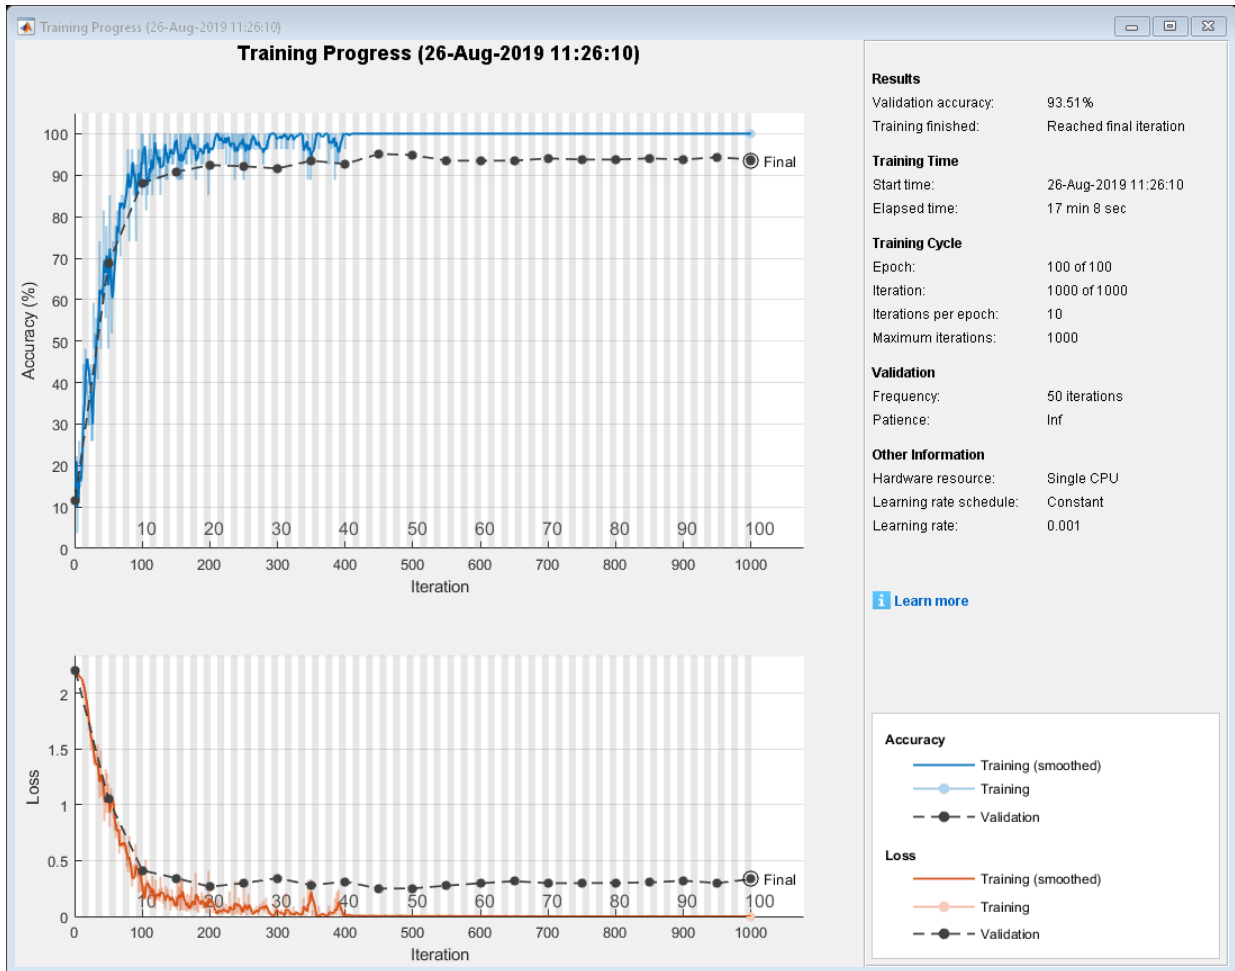 Training Progress (26-Aug-2019 11:26:10)
Training Progress (26-Aug-2019 11:26:10)
Accuracy (%)
100
90
80
70
60
50
40
30
20
10
0
10 20 30 40 50 60 70 80 90 100
Final
0 100 200 300 400 500 600 700 800 900 1000
Iteration
Loss
2
1.5
1
0.5
0
10 20 30 40 50 60 70 80 90 100
Final
0 100 200 300 400 500 600 700 800 900 1000
Iteration
Results
Validation accuracy: 93.51%
Training finished: Reached final iteration
Training Time
Start time: 26-Aug-2019 11:26:10
Elapsed time: 17 min 8 sec
Training Cycle
Epoch: 100 of 100
Iteration: 1000 of 1000
Iterations per epoch: 10
Maximum iterations: 1000
Validation
Frequency: 50 iterations
Patience: Inf
Other Information
Hardware resource: Single CPU
Learning rate schedule: Constant
Learning rate: 0.001
i Learn more
Accuracy
Training (smoothed)
Training
Validation
Loss
Training (smoothed)
Training
Validation